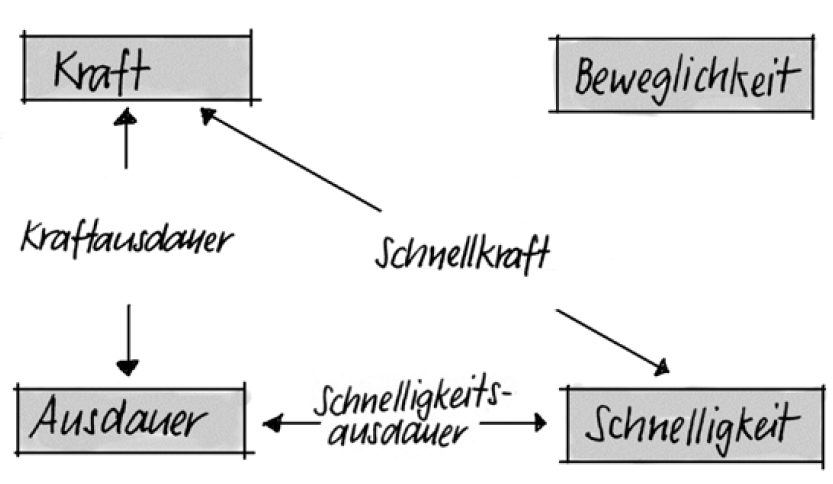 Kraft
Beweglichkeit
Kraftausdauer
Schnellkraft
Schnelligkeits-
ausdauer
Ausdauer
Schnelligkeit